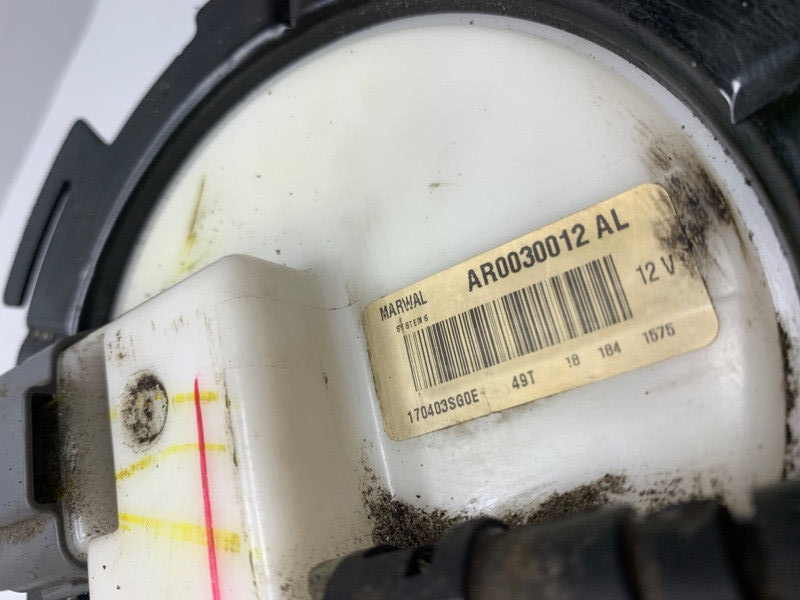 MARWAL AR0030012 AL
SYSTEMS 12 V
170403SG0E 49T 18 184 1575